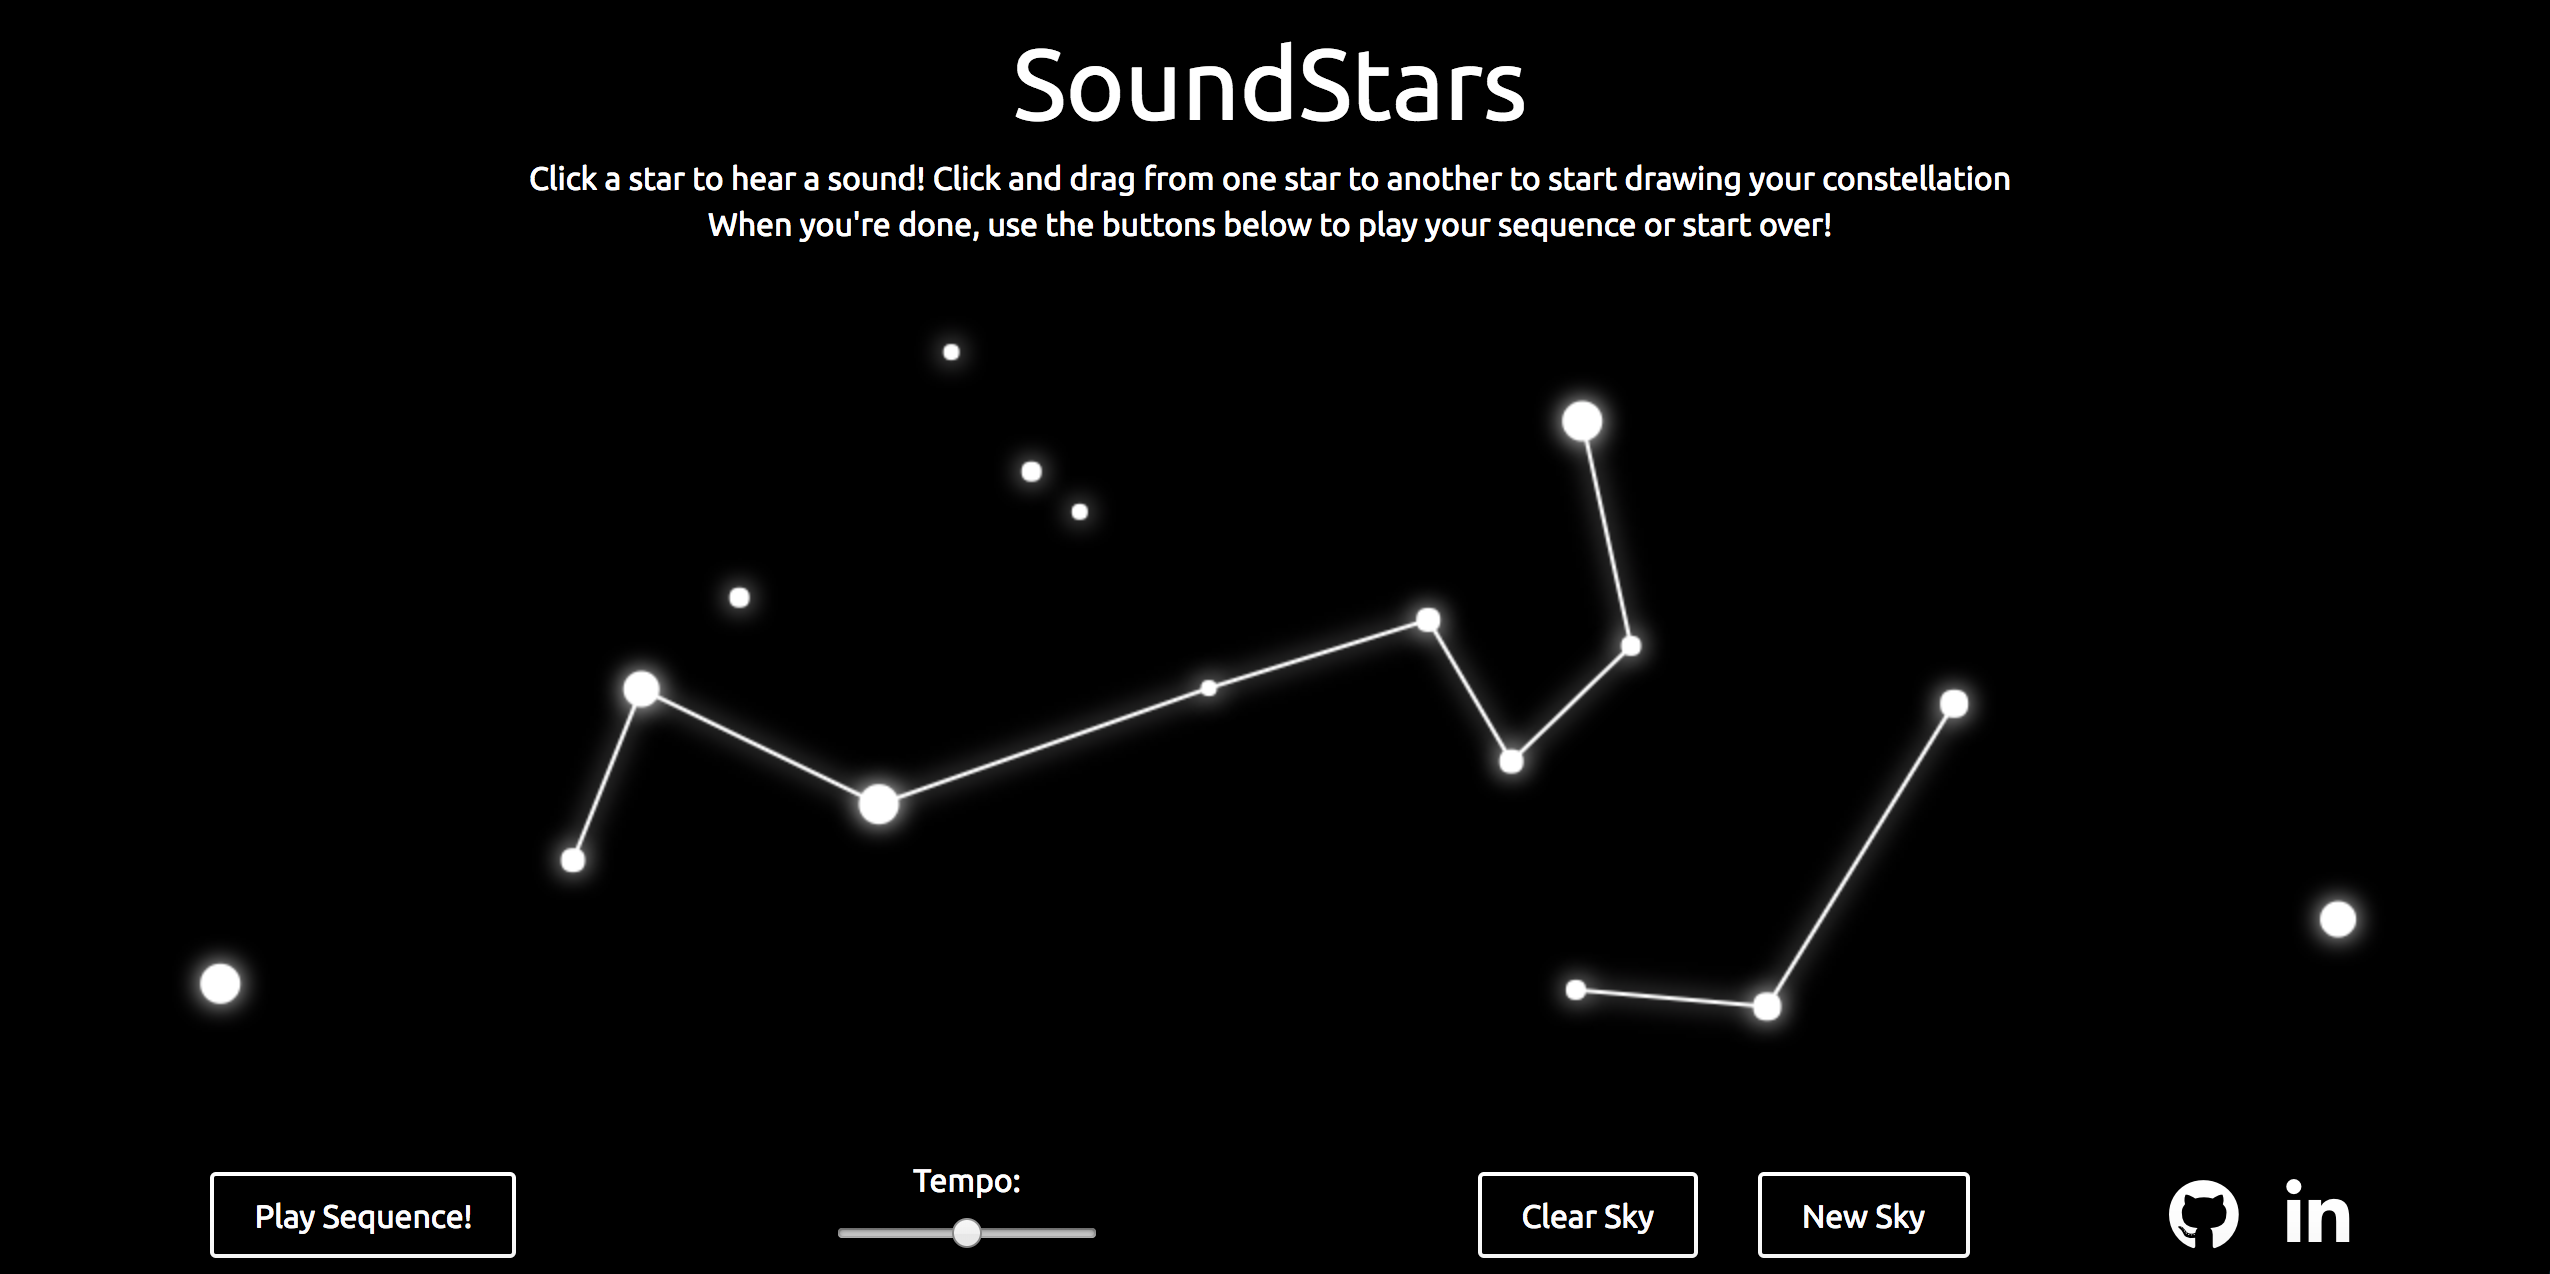 SoundStars
Click a star to hear a sound! Click and drag from one star to another to start drawing your constellation
When you're done, use the buttons below to play your sequence or start over!
Tempo:
Play Sequence!
Clear Sky
New Sky
in